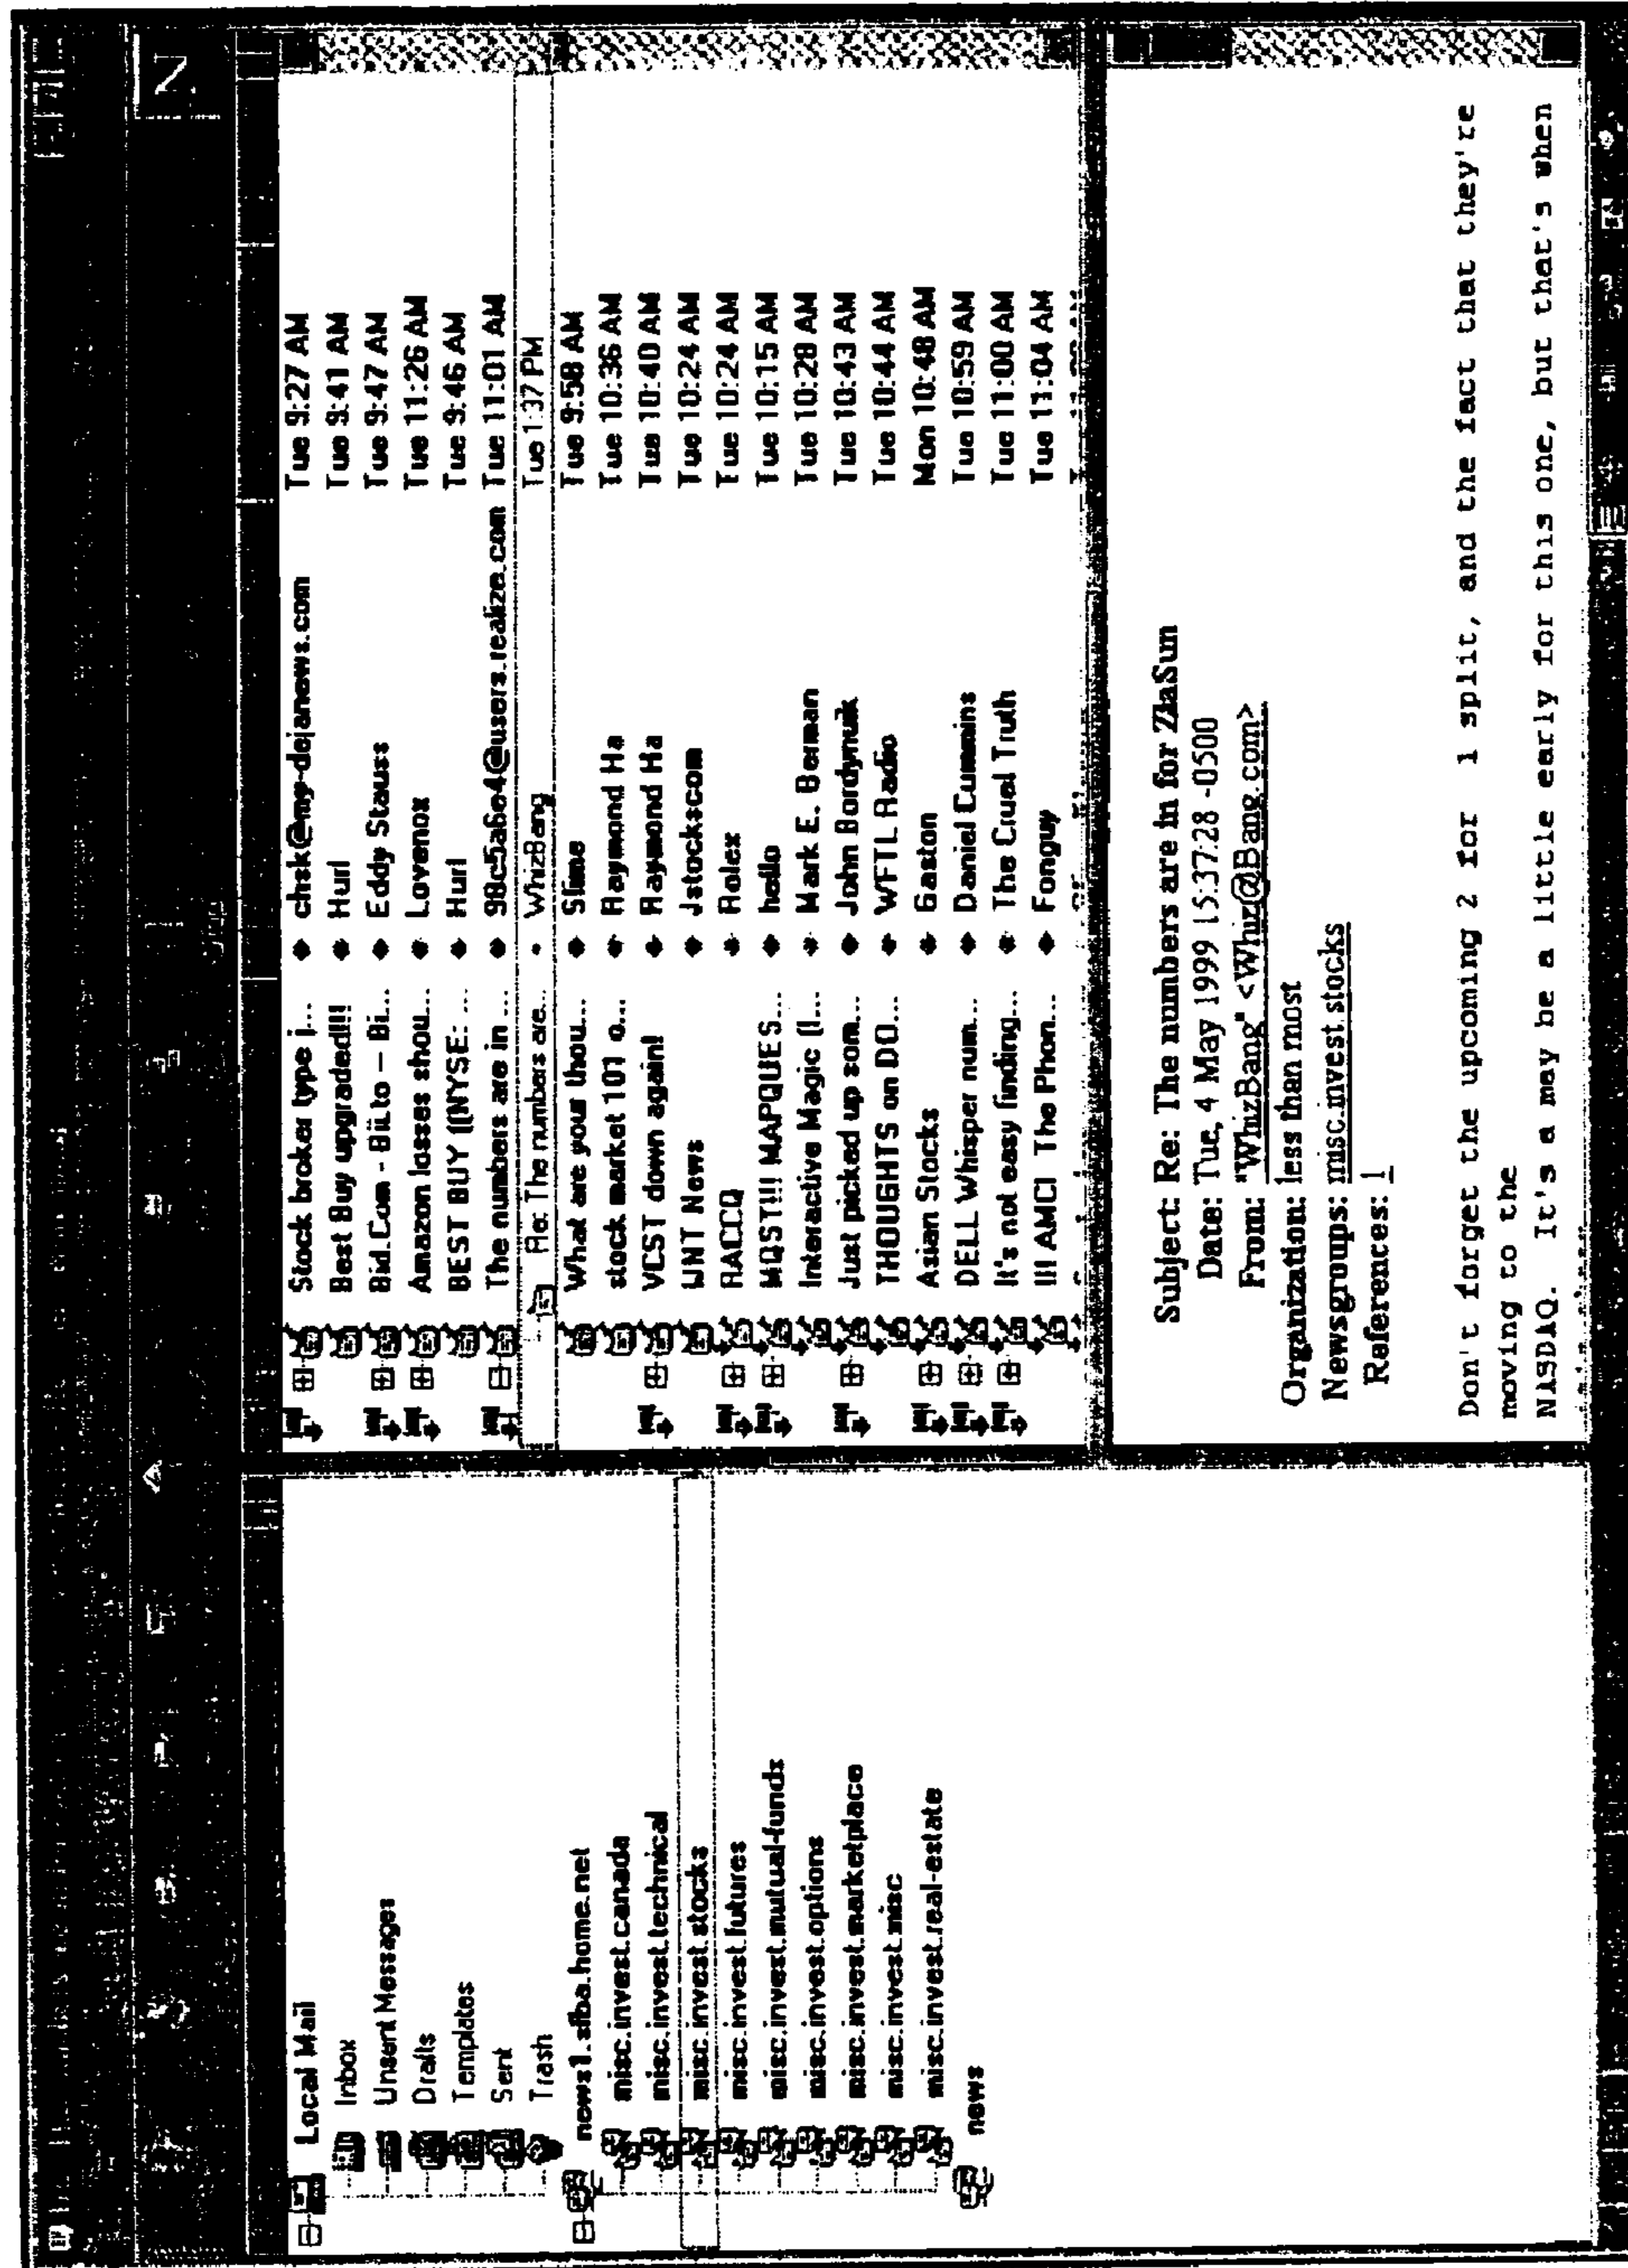 Local Mail
Inbox
Unsent Messages
Drafts
Templates
Sent
Trash
news1.sfba.home.net
misc.invest.canada
misc.invest.technical
misc.invest.stocks
misc.invest.futures
misc.invest.mutual-funds
misc.invest.options
misc.invest.marketplace
misc.invest.misc
misc.invest.real-estate
news
Stock broker type j... chsk@my-dejanews.com Tue 9:27 AM
Best Buy upgraded!!! Hurl Tue 9:41 AM
Bid.Com - Bill.to - Bi... Eddy Stauss Tue 9:47 AM
Amazon losses shou... Lovenox Tue 11:26 AM
BEST BUY ((NYSE: ... Hurl Tue 9:46 AM
The numbers are in ... 98c5a6e4@users.realize.com Tue 11:01 AM
Re: The numbers are... WhizBang Tue 1:37 PM
What are your thou... Slime Tue 9:58 AM
stock market 101 o... Raymond Ha Tue 10:36 AM
VCST down again! Raymond Ha Tue 10:40 AM
News Jstockscom Tue 10:24 AM
RACCQ Rolex Tue 10:24 AM
MQST!!! MAPQUES... hello Tue 10:15 AM
Interactive Magic (I... Mark E. Berman Tue 10:28 AM
Just picked up som... John Bordynuik Tue 10:43 AM
THOUGHTS on DO... WFTL Radio Tue 10:44 AM
Asian Stocks Gaston Mon 10:48 AM
DELL Whisper num... Daniel Cummins Tue 10:59 AM
It's not easy finding... The Cruel Truth Tue 11:00 AM
!!! AMCI The Phon... Fonguy Tue 11:04 AM
Subject: Re: The numbers are in for ZiaSun
Date: Tue, 4 May 1999 15:37:28 -0500
From: "WhizBang" <Whiz@Bang.com>
Organization: less than most
Newsgroups: misc.invest.stocks
References: 1
Don't forget the upcoming 2 for 1 split, and the fact that they're
moving to the
NASDAQ. It's a may be a little early for this one, but that's when